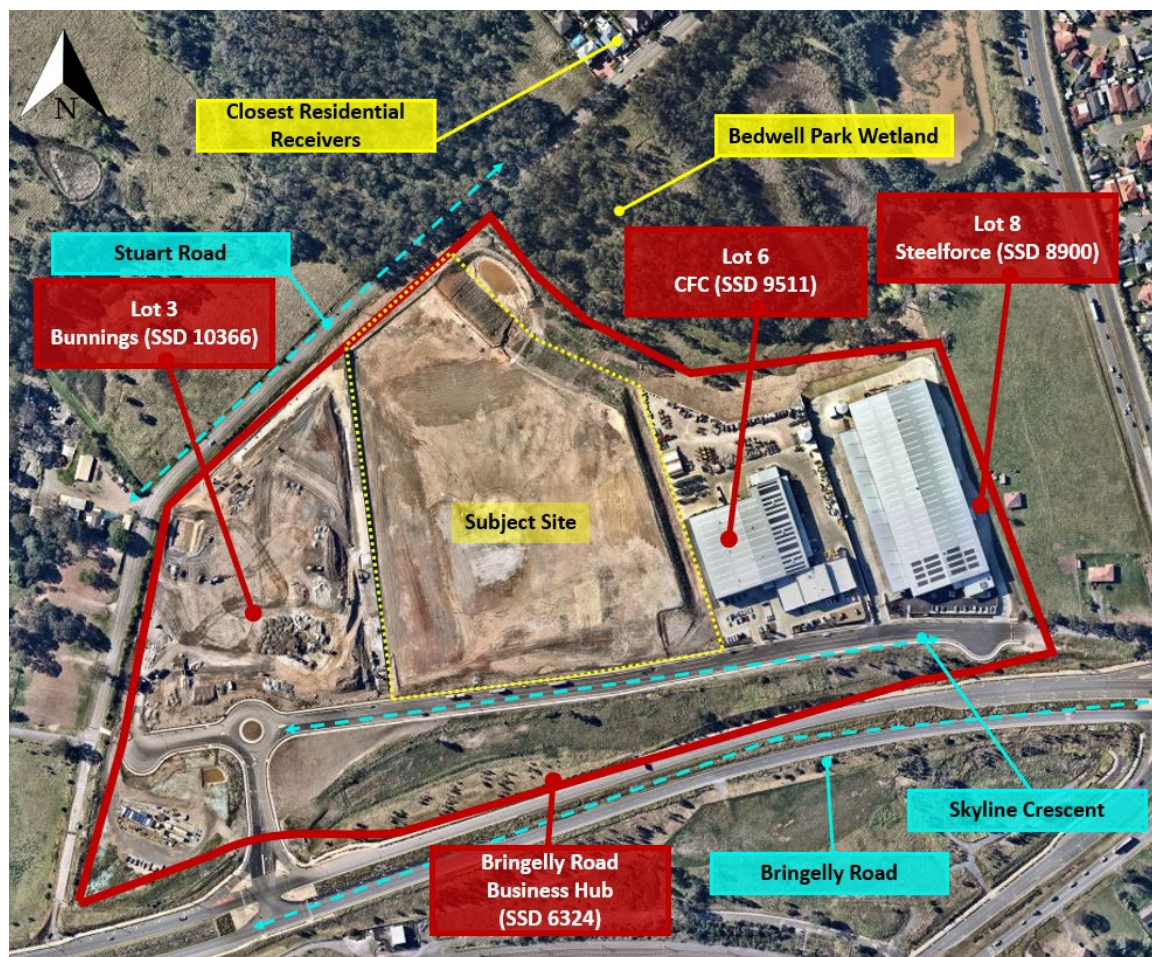 N
Closest Residential
Receivers
Bedwell Park Wetland
Lot 8
Steelforce (SSD 8900)
Lot 6
CFC (SSD 9511)
Stuart Road
Lot 3
Bunnings (SSD 10366)
Subject Site
Skyline Crescent
Bringelly Road
Business Hub
(SSD 6324)
Bringelly Road